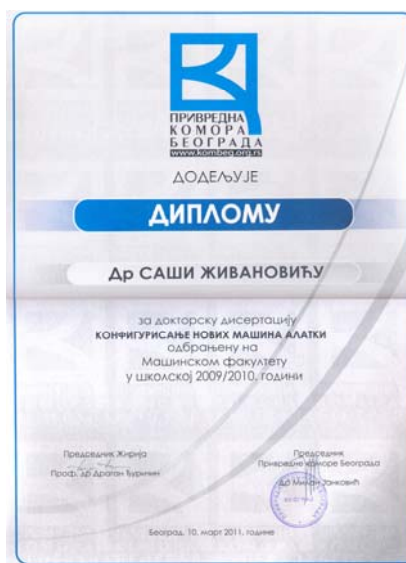 ПРИВРЕДНА
КОМОРА
БЕОГРАДА
www.kombeg.org.rs
ДОДЕЉУЈЕ
ДИПЛОМУ
Др САШИ ЖИВАНОВИЋУ
за докторску дисертацију
КОНФИГУРИСАЊЕ НОВИХ МАШИНА АЛАТКИ
одбрањену на
Машинском факултету
у школској 2009/2010. години
Председник Жирија
Проф. др Драган Ђуричин
Председник
Привредне коморе Београда
др Милан Јанковић
Београд, 10. март 2011. године